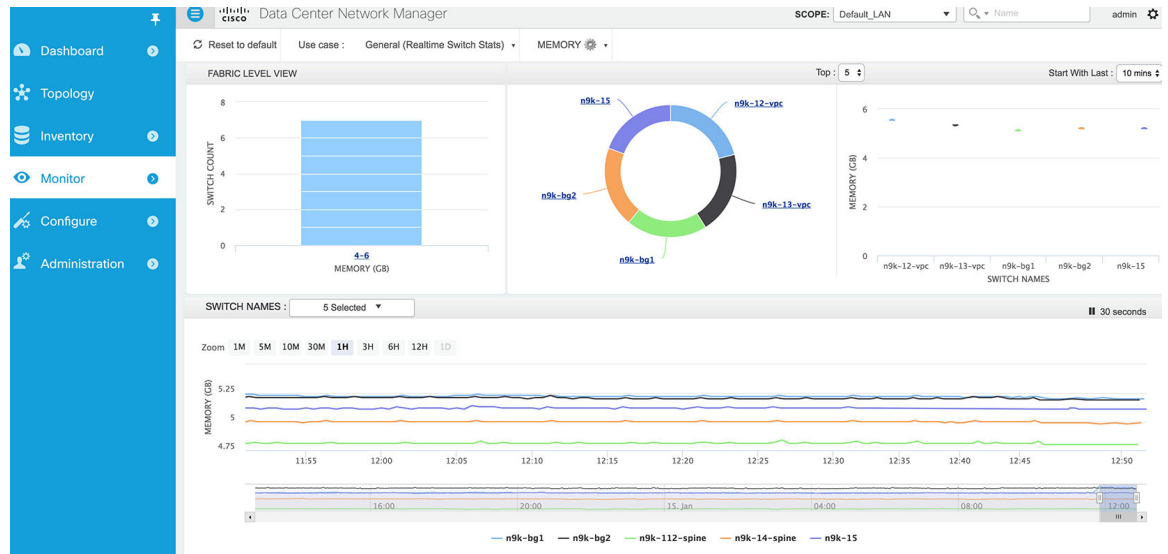 cisco Data Center Network Manager SCOPE: Default_LAN Name admin
Reset to default Use case : General (Realtime Switch Stats) MEMORY
Dashboard
Topology
Inventory
Monitor
Configure
Administration
FABRIC LEVEL VIEW Top : 5 Start With Last : 10 mins
8
6
4
2
0
SWITCH COUNT
4-6
MEMORY (GB)
n9k-15 n9k-12-vpc
n9k-bg2 n9k-13-vpc
n9k-bg1
6
4
2
0
MEMORY (GB)
n9k-12-vpc n9k-13-vpc n9k-bg1 n9k-bg2 n9k-15
SWITCH NAMES
SWITCH NAMES : 5 Selected 30 seconds
Zoom 1M 5M 10M 30M 1H 3H 6H 12H 1D
5.25
5
4.75
MEMORY (GB)
11:55 12:00 12:05 12:10 12:15 12:20 12:25 12:30 12:35 12:40 12:45 12:50
16:00 20:00 15. Jan 04:00 08:00 12:00
n9k-bg1 n9k-bg2 n9k-112-spine n9k-14-spine n9k-15